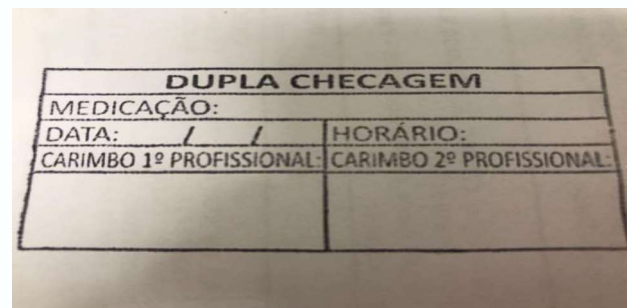 DUPLA CHECAGEM
MEDICAÇÃO:
DATA: / / HORÁRIO:
CARIMBO 1º PROFISSIONAL: CARIMBO 2º PROFISSIONAL: